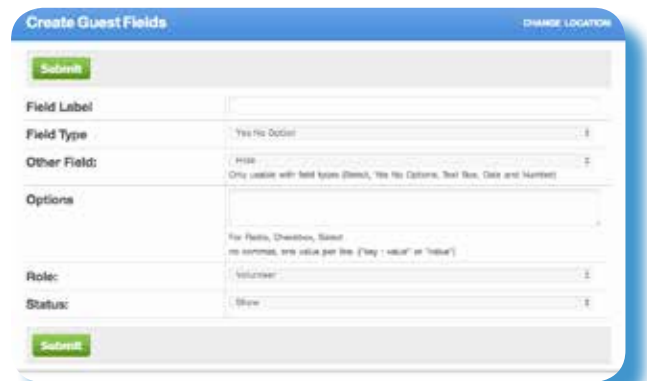 Create Guest Fields
CHANGE LOCATION
Submit
Field Label
Field Type
Yes No Option
Other Field:
Hide
Only usable with field types (Select, Yes No Options, Text Box, Date and Number)
Options
For Radio, Checkbox, Select
no commas, one value per line. ("key - value" or "value")
Role:
Volunteer
Status:
Show
Submit